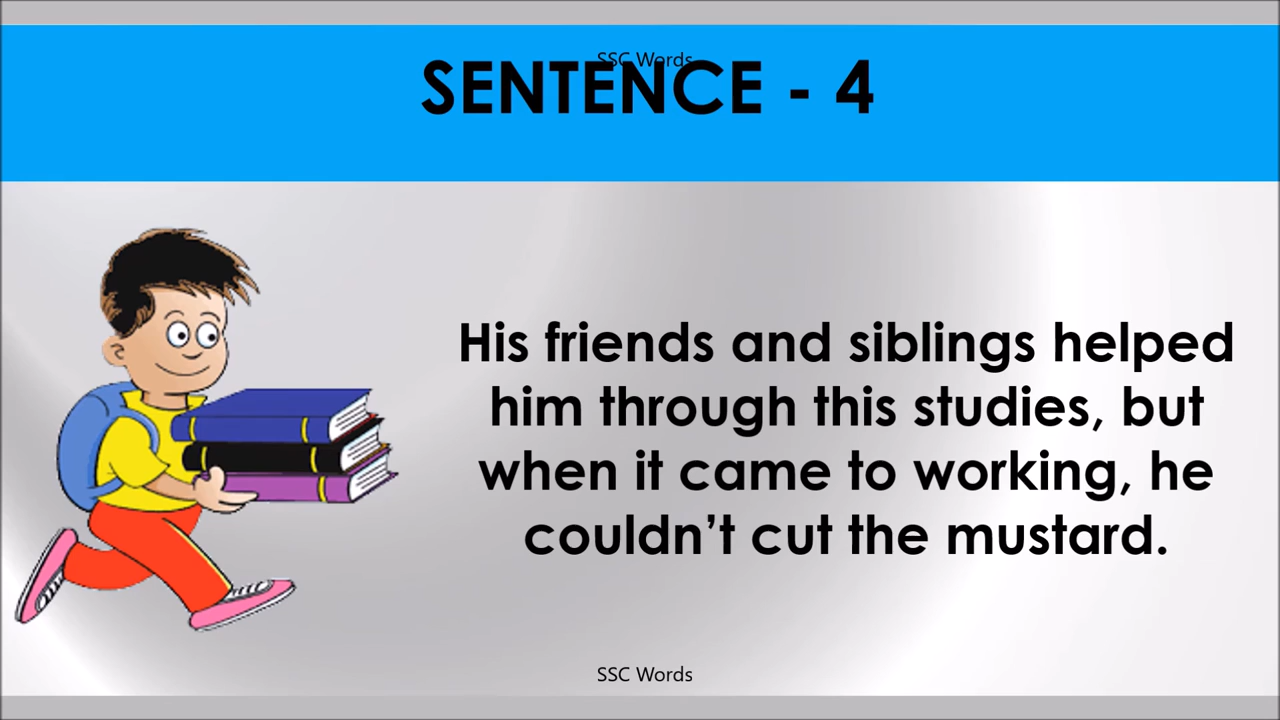 SSC Words
SENTENCE - 4
His friends and siblings helped
him through this studies, but
when it came to working, he
couldn’t cut the mustard.
SSC Words